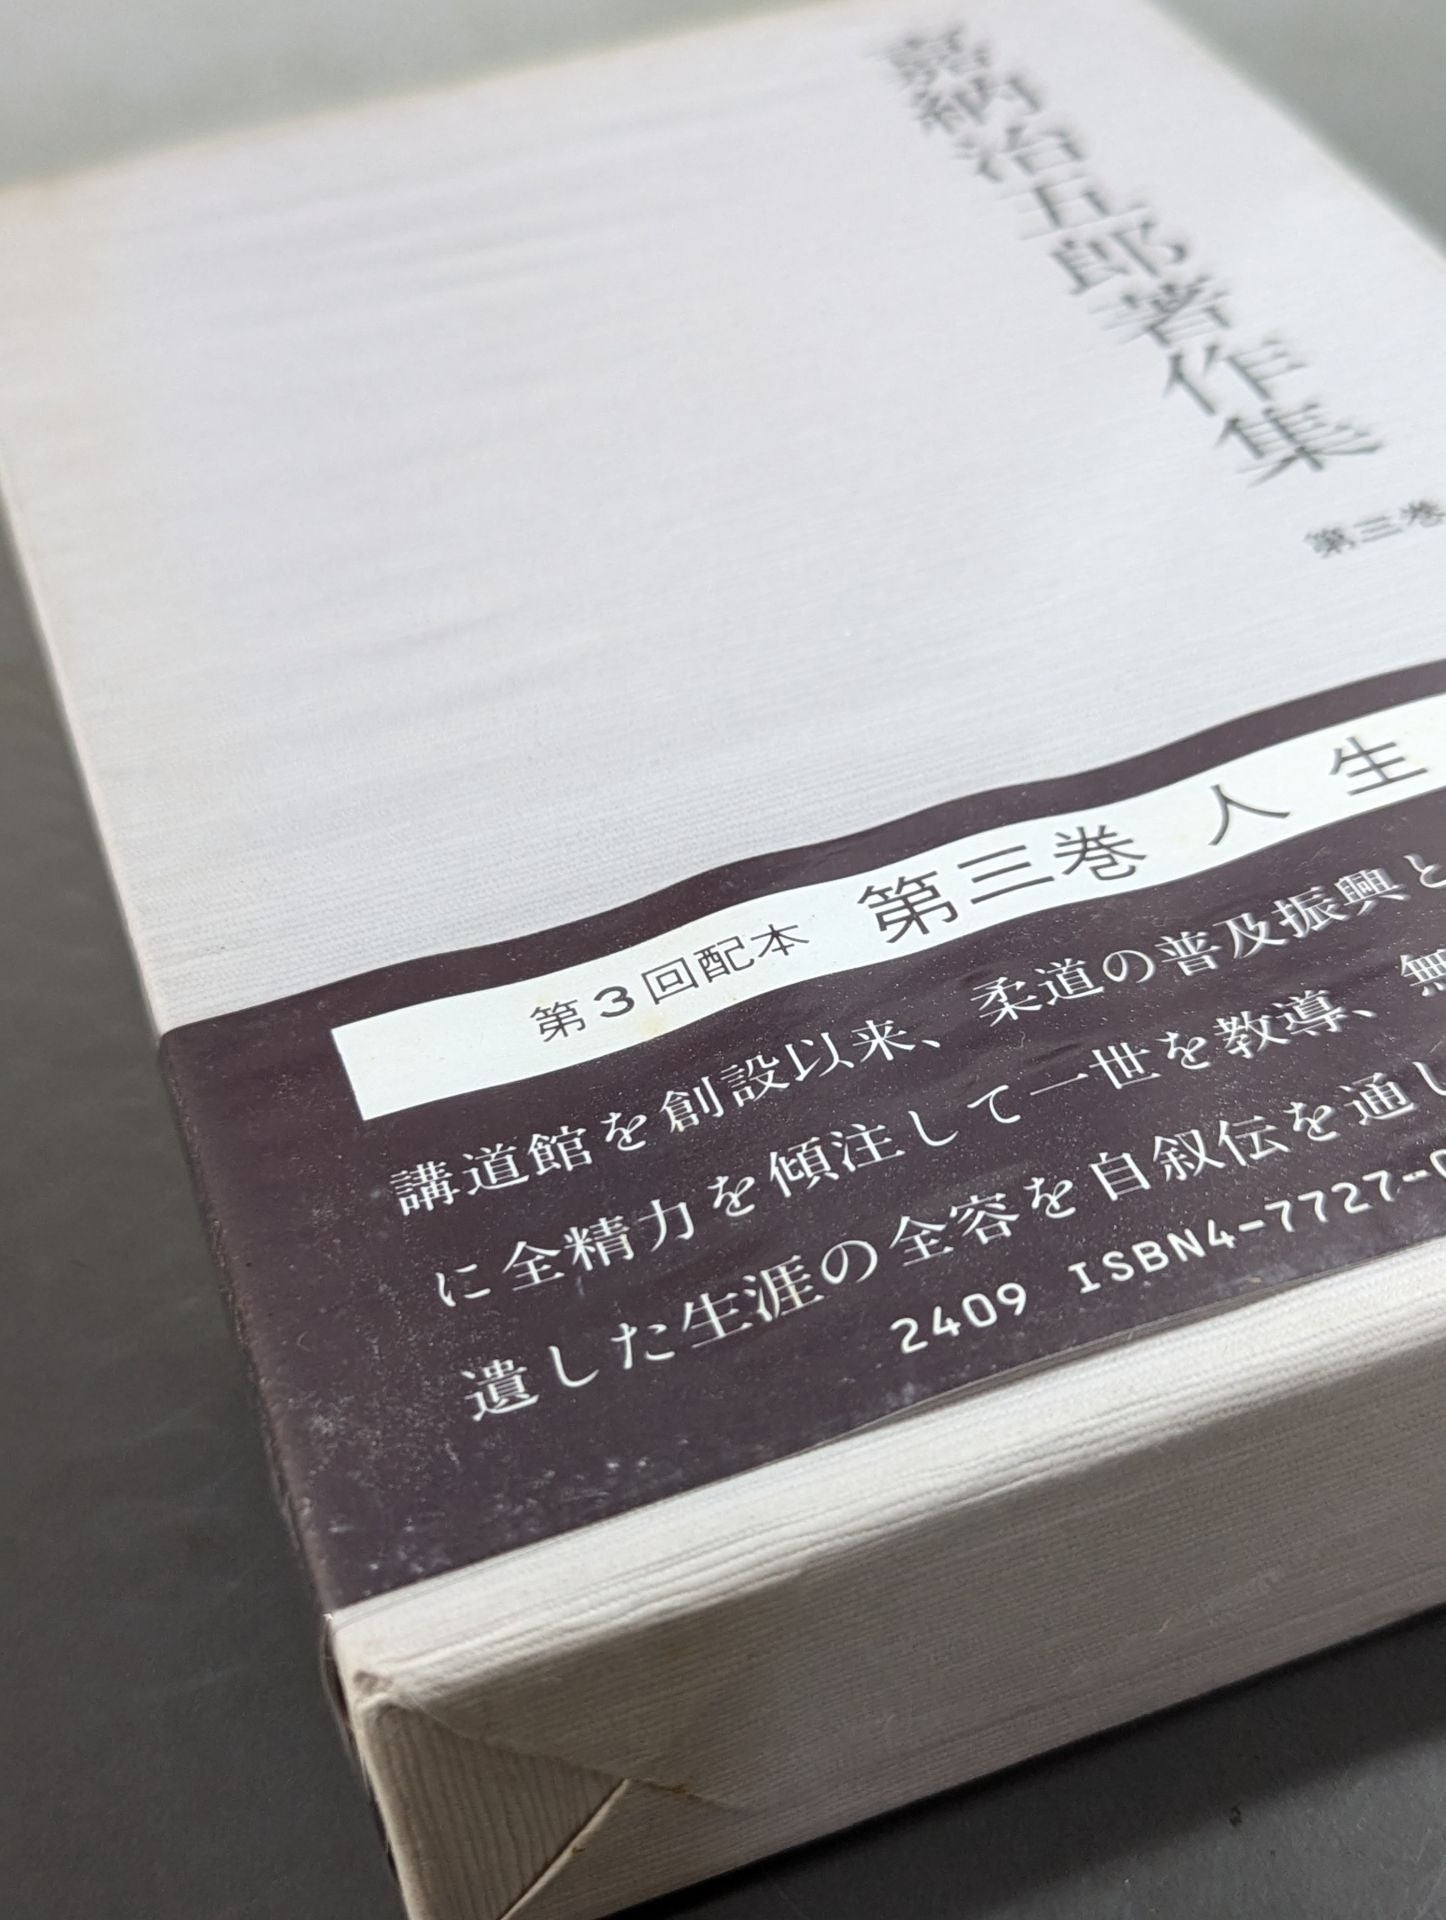 嘉納治五郎著作集
第三巻
第3回配本 第三巻 人生
講道館を創設以来、柔道の普及振興と
に全精力を傾注して一世を教導、無
遺した生涯の全容を自叙伝を通し
2409 ISBN4-7727-0